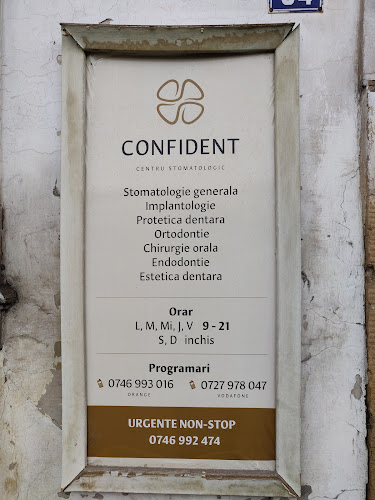 CONFIDENT
CENTRU STOMATOLOGIC
Stomatologie generala
Implantologie
Protetica dentara
Ortodontie
Chirurgie orala
Endodontie
Estetica dentara
Orar
L, M, Mi, J, V 9 - 21
S, D inchis
Programari
0746 993 016 0727 978 047
ORANGE VODAFONE
URGENTE NON-STOP
0746 992 474